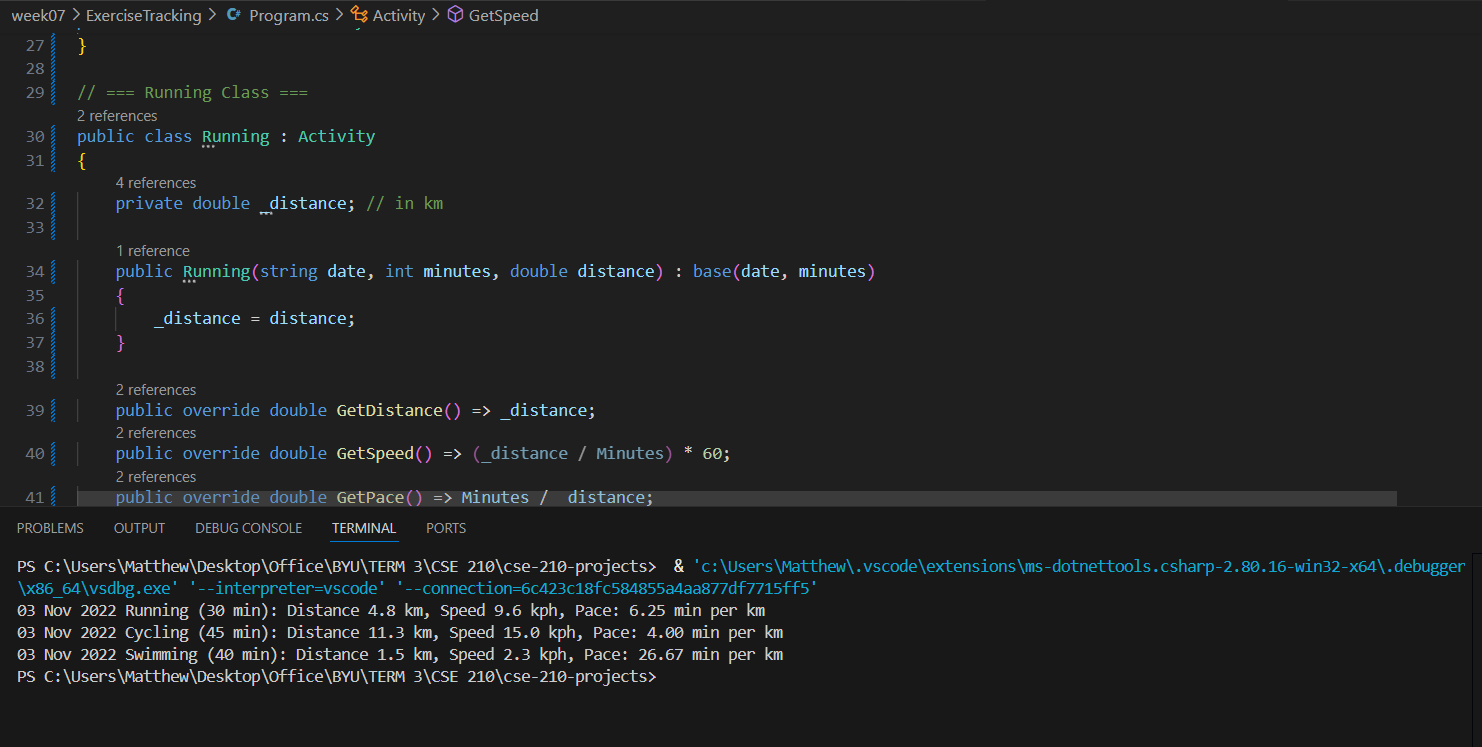 week07 > ExerciseTracking > Program.cs > Activity > GetSpeed
27 }
28
29 // === Running Class ===
2 references
30 public class Running : Activity
31 {
4 references
32 private double _distance; // in km
33
1 reference
34 public Running(string date, int minutes, double distance) : base(date, minutes)
35 {
36 _distance = distance;
37 }
38
2 references
39 public override double GetDistance() => _distance;
2 references
40 public override double GetSpeed() => (_distance / Minutes) * 60;
2 references
41 public override double GetPace() => Minutes / _distance;
PROBLEMS OUTPUT DEBUG CONSOLE TERMINAL PORTS
PS C:\Users\Matthew\Desktop\Office\BYU\TERM 3\CSE 210\cse-210-projects> & 'c:\Users\Matthew\.vscode\extensions\ms-dotnettools.csharp-2.80.16-win32-x64\.debugger
\x86_64\vsdbg.exe' '--interpreter=vscode' '--connection=6c423c18fc584855a4aa877df7715ff5'
03 Nov 2022 Running (30 min): Distance 4.8 km, Speed 9.6 kph, Pace: 6.25 min per km
03 Nov 2022 Cycling (45 min): Distance 11.3 km, Speed 15.0 kph, Pace: 4.00 min per km
03 Nov 2022 Swimming (40 min): Distance 1.5 km, Speed 2.3 kph, Pace: 26.67 min per km
PS C:\Users\Matthew\Desktop\Office\BYU\TERM 3\CSE 210\cse-210-projects>